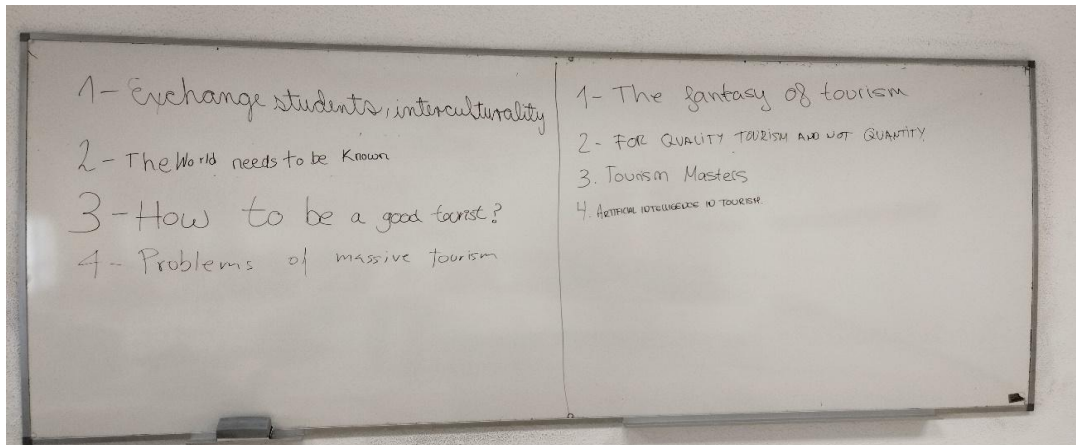 1- Exchange students, interculturality
2- The World needs to be Known
3-How to be a good tourist?
4- Problems of massive tourism
1- The fantasy of tourism
2- FOR QUALITY TOURISM AND NOT QUANTITY
3. Tourism Masters
4. ARTIFICIAL INTELLIGENCE IN TOURISM